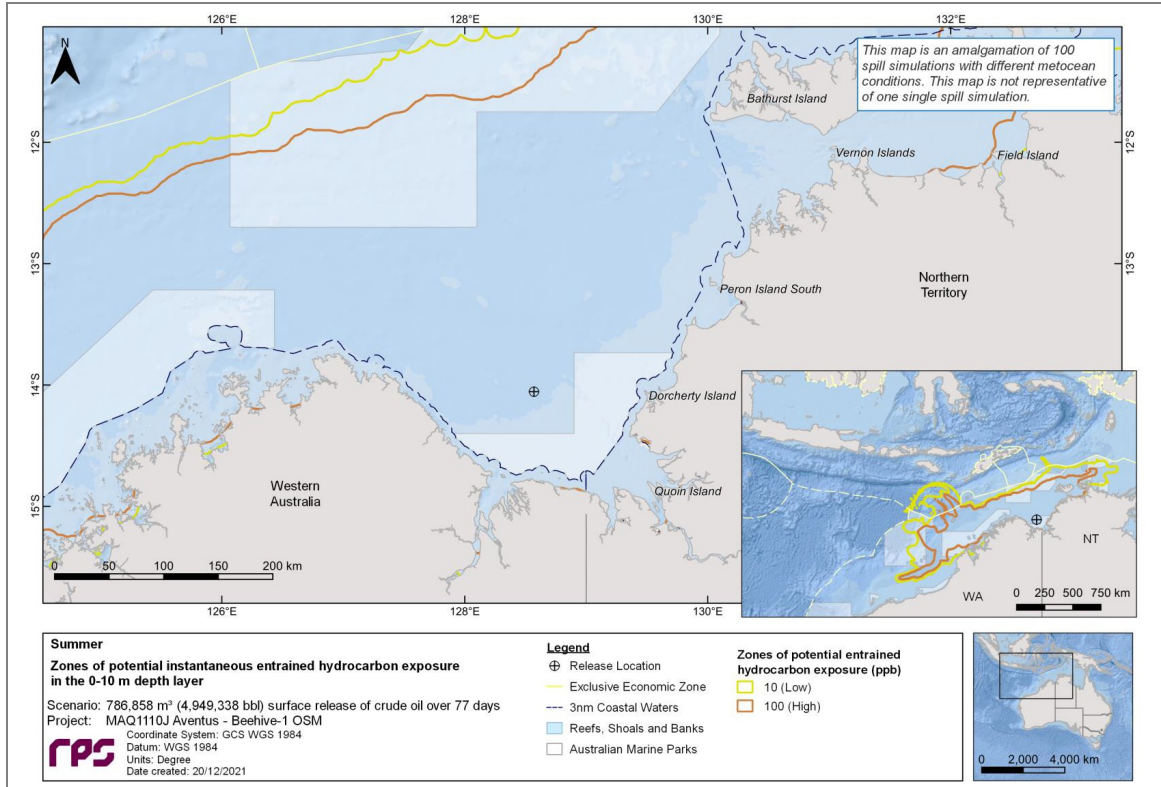 126°E
128°E
132°E
N
This map is an amalgamation of 100
spill simulations with different metocean
conditions. This map is not representative
of one single spill simulation.
Bathurst Island
12°S
12°S
Vernon Islands
Field Island
13°S
13°S
Peron Island South
Northern
Territory
14°S
Dorcherty Island
Western
Australia
Quoin Island
15°S
0 50 100 150 200 km
126°E
128°E
130°E
NT
WA
0 250 500 750 km
Summer
Zones of potential instantaneous entrained hydrocarbon exposure
in the 0-10 m depth layer
Scenario: 786,858 m³ (4,949,338 bbl) surface release of crude oil over 77 days
Project: MAQ1110J Aventus - Beehive-1 OSM
rps
Coordinate System: GCS WGS 1984
Datum: WGS 1984
Units: Degree
Date created: 20/12/2021
Legend
Release Location
Exclusive Economic Zone
3nm Coastal Waters
Reefs, Shoals and Banks
Australian Marine Parks
Zones of potential entrained
hydrocarbon exposure (ppb)
10 (Low)
100 (High)
0 2,000 4,000 km